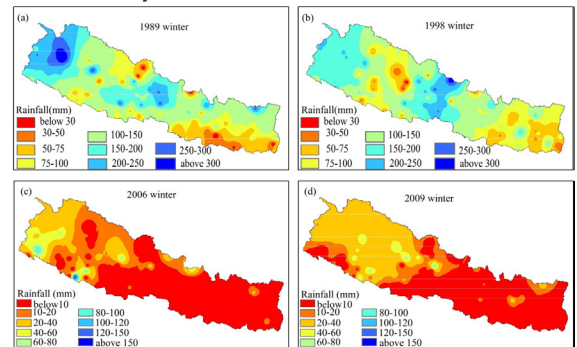 (a)
1989 winter
Rainfall(mm)
below 30
30-50
50-75
75-100
100-150
150-200
200-250
250-300
above 300
(b)
1998 winter
Rainfall(mm)
below 30
30-50
50-75
75-100
100-150
150-200
200-250
250-300
above 300
(c)
2006 winter
Rainfall (mm)
below10
10-20
20-40
40-60
60-80
80-100
100-120
120-150
above 150
(d)
2009 winter
Rainfall (mm)
below10
10-20
20-40
40-60
60-80
80-100
100-120
120-150
above 150